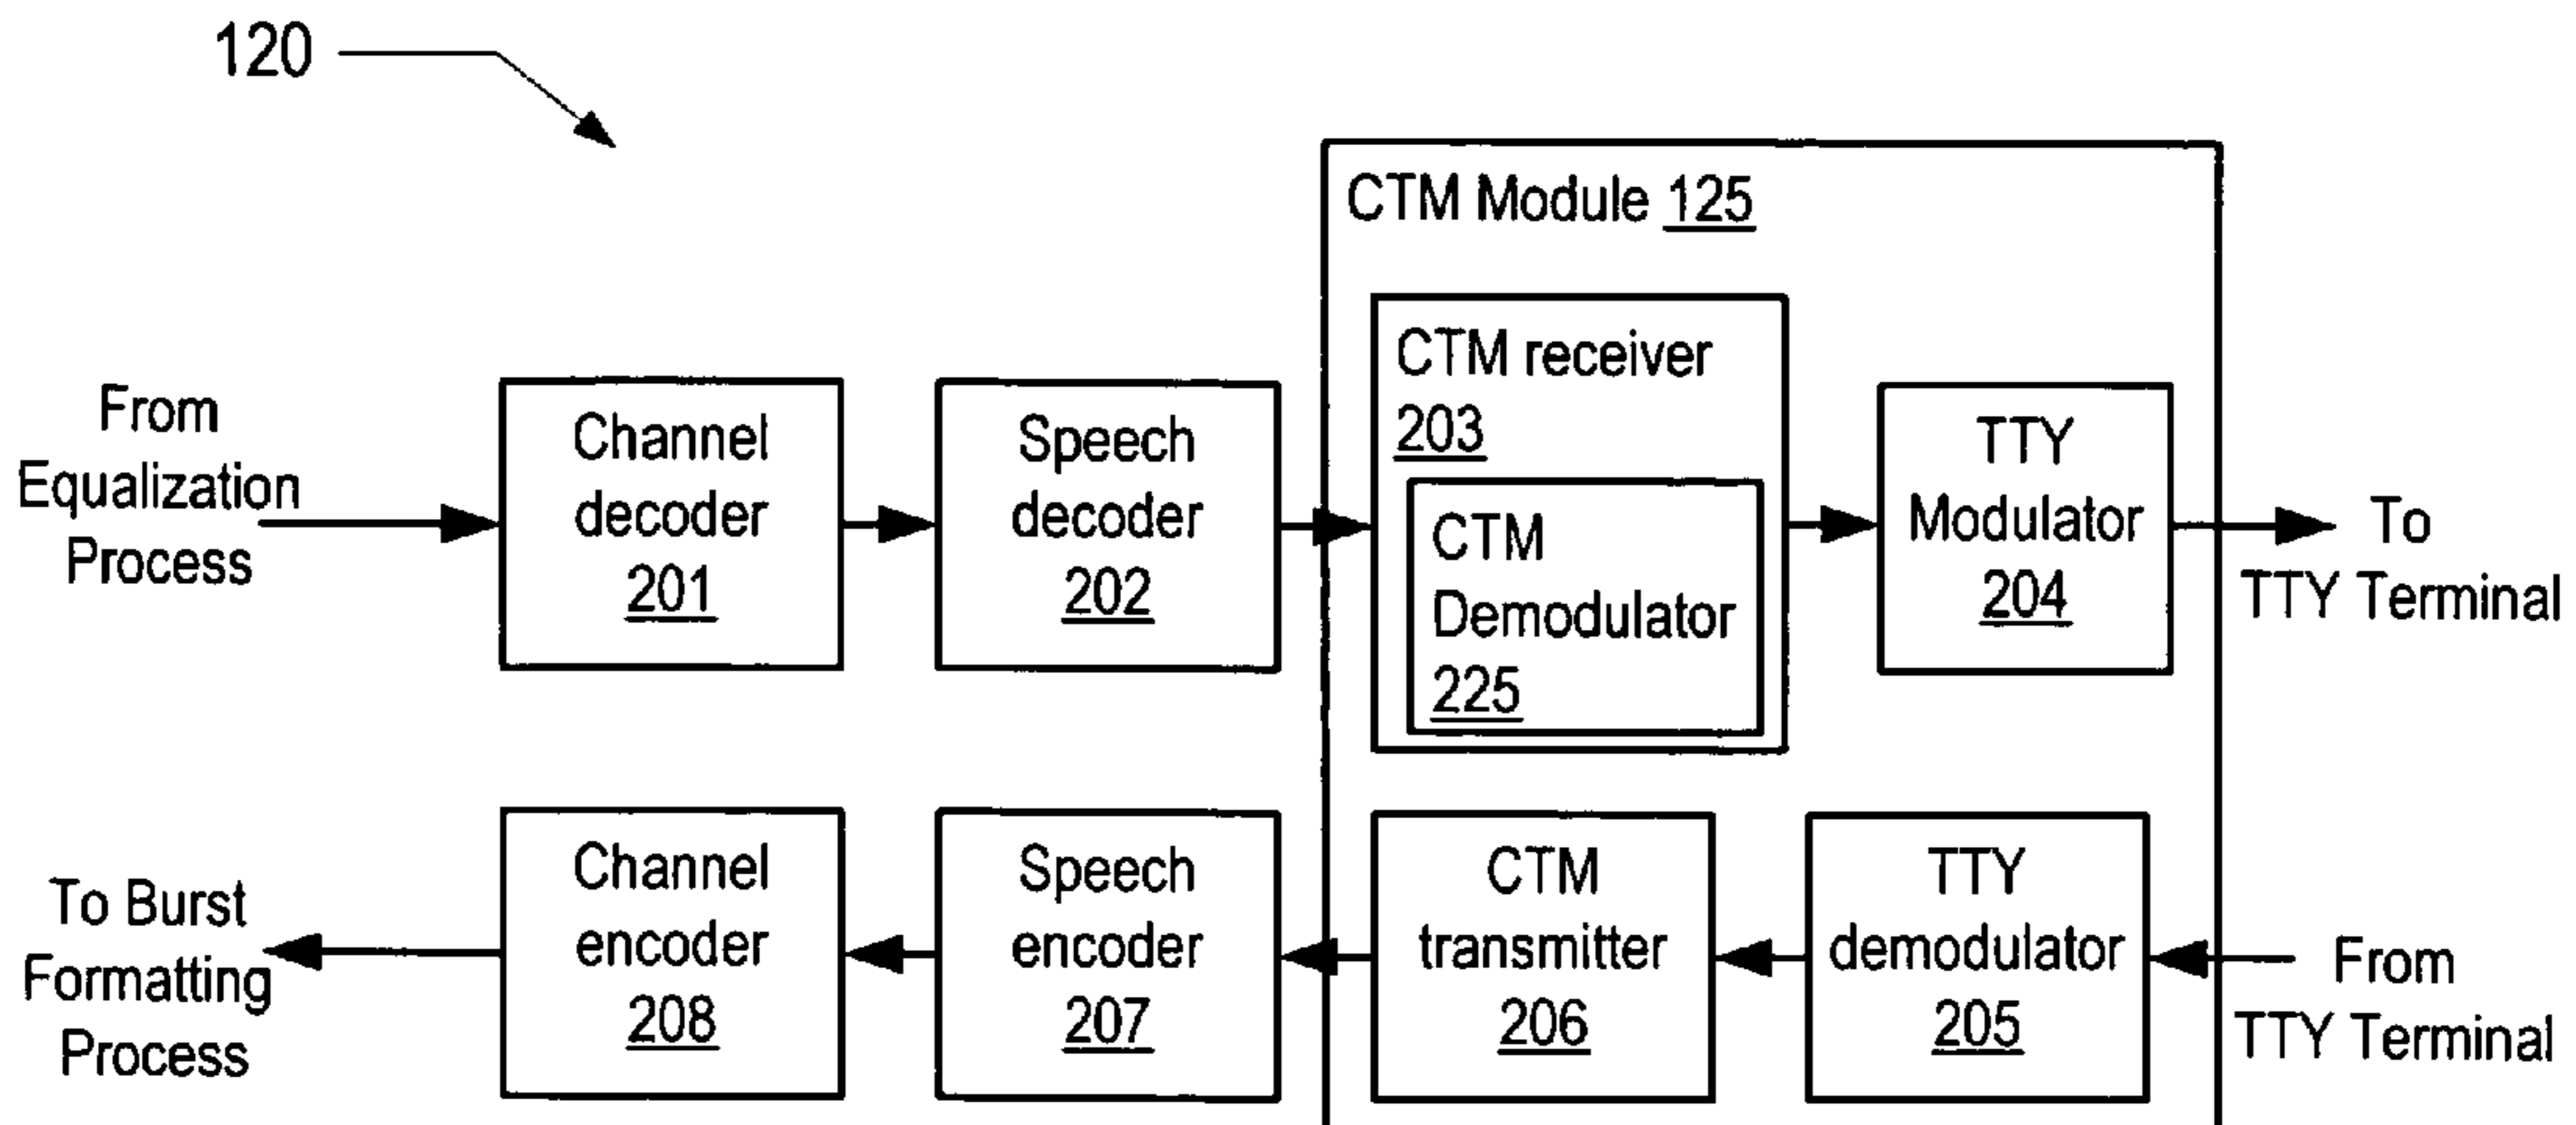 120
CTM Module 125
From
Equalization
Process
Channel
decoder
201
Speech
decoder
202
CTM receiver
203
CTM
Demodulator
225
TTY
Modulator
204
To
TTY Terminal
To Burst
Formatting
Process
Channel
encoder
208
Speech
encoder
207
CTM
transmitter
206
TTY
demodulator
205
From
TTY Terminal